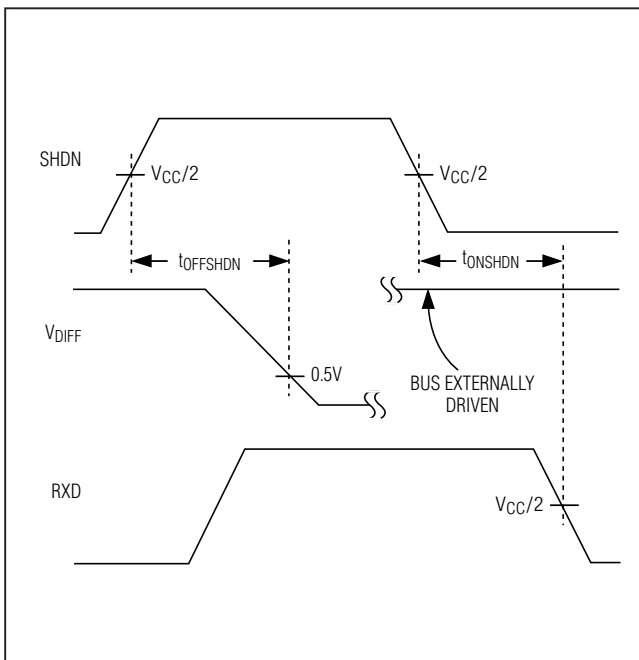 SHDN
VCC/2
VCC/2
tOFFSHDN
tONSHDN
VDIFF
0.5V
BUS EXTERNALLY
DRIVEN
RXD
VCC/2